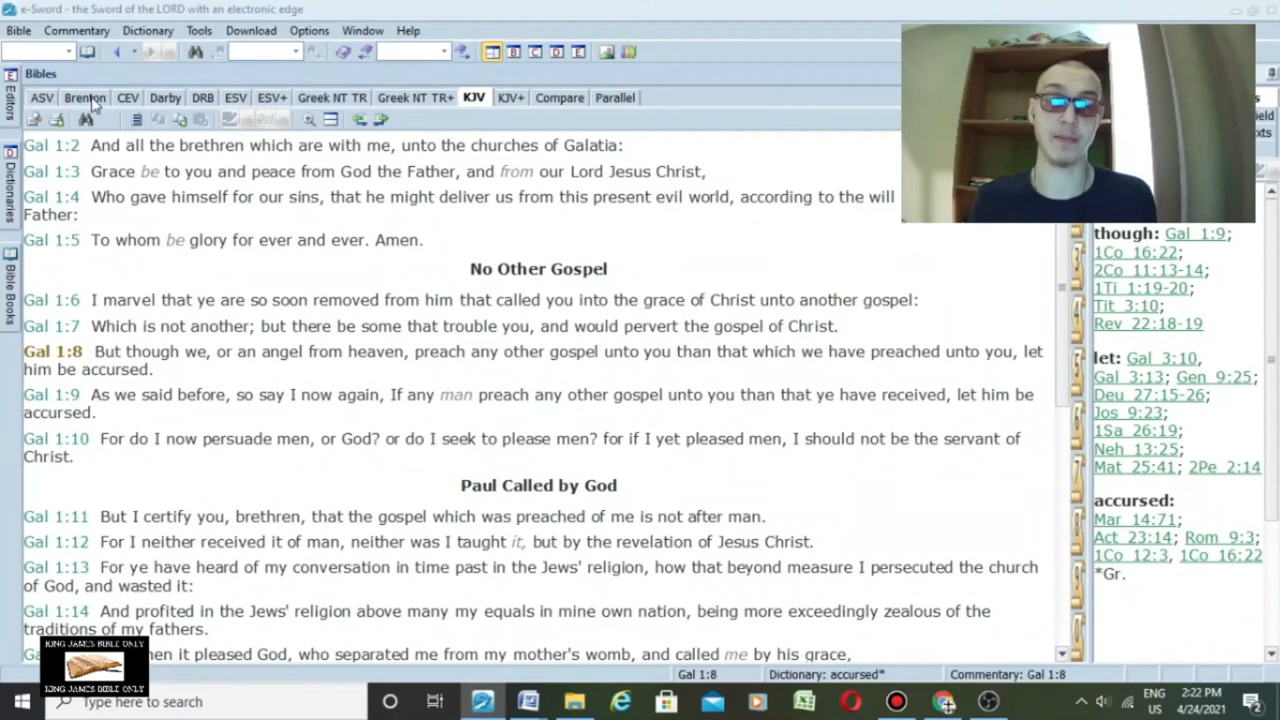 e-Sword - the Sword of the LORD with an electronic edge
Bible Commentary Dictionary Tools Download Options Window Help
B C D E
Bibles
ASV Brenton CEV Darby DRB ESV ESV+ Greek NT TR Greek NT TR+ KJV KJV+ Compare Parallel
Editors
Dictionaries
Bible Books
Gal 1:2 And all the brethren which are with me, unto the churches of Galatia:
Gal 1:3 Grace be to you and peace from God the Father, and from our Lord Jesus Christ,
Gal 1:4 Who gave himself for our sins, that he might deliver us from this present evil world, according to the will
Father:
Gal 1:5 To whom be glory for ever and ever. Amen.
No Other Gospel
Gal 1:6 I marvel that ye are so soon removed from him that called you into the grace of Christ unto another gospel:
Gal 1:7 Which is not another; but there be some that trouble you, and would pervert the gospel of Christ.
Gal 1:8 But though we, or an angel from heaven, preach any other gospel unto you than that which we have preached unto you, let
him be accursed.
Gal 1:9 As we said before, so say I now again, If any man preach any other gospel unto you than that ye have received, let him be
accursed.
Gal 1:10 For do I now persuade men, or God? or do I seek to please men? for if I yet pleased men, I should not be the servant of
Christ.
Paul Called by God
Gal 1:11 But I certify you, brethren, that the gospel which was preached of me is not after man.
Gal 1:12 For I neither received it of man, neither was I taught it, but by the revelation of Jesus Christ.
Gal 1:13 For ye have heard of my conversation in time past in the Jews' religion, how that beyond measure I persecuted the church
of God, and wasted it:
Gal 1:14 And profited in the Jews' religion above many my equals in mine own nation, being more exceedingly zealous of the
traditions of my fathers.
it pleased God, who separated me from my mother's womb, and called me by his grace,
3
4
5
6
7
8
9
though: Gal 1:9;
1Co 16:22;
2Co 11:13-14;
1Ti 1:19-20;
Tit 3:10;
Rev 22:18-19
let: Gal 3:10,
Gal 3:13; Gen 9:25;
Deu 27:15-26;
Jos 9:23;
1Sa 26:19;
Neh 13:25;
Mat 25:41; 2Pe 2:14
accursed:
Mar 14:71;
Act 23:14; Rom 9:3;
1Co 12:3, 1Co 16:22
*Gr.
KING JAMES BIBLE ONLY
KING JAMES BIBLE ONLY
Gal 1:8 Dictionary: accursed* Commentary: Gal 1:8
Type here to search
ENG
US
2:22 PM
4/24/2021
2